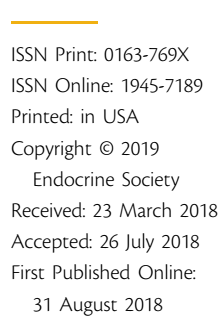 ISSN Print: 0163-769X
ISSN Online: 1945-7189
Printed: in USA
Copyright © 2019
Endocrine Society
Received: 23 March 2018
Accepted: 26 July 2018
First Published Online:
31 August 2018